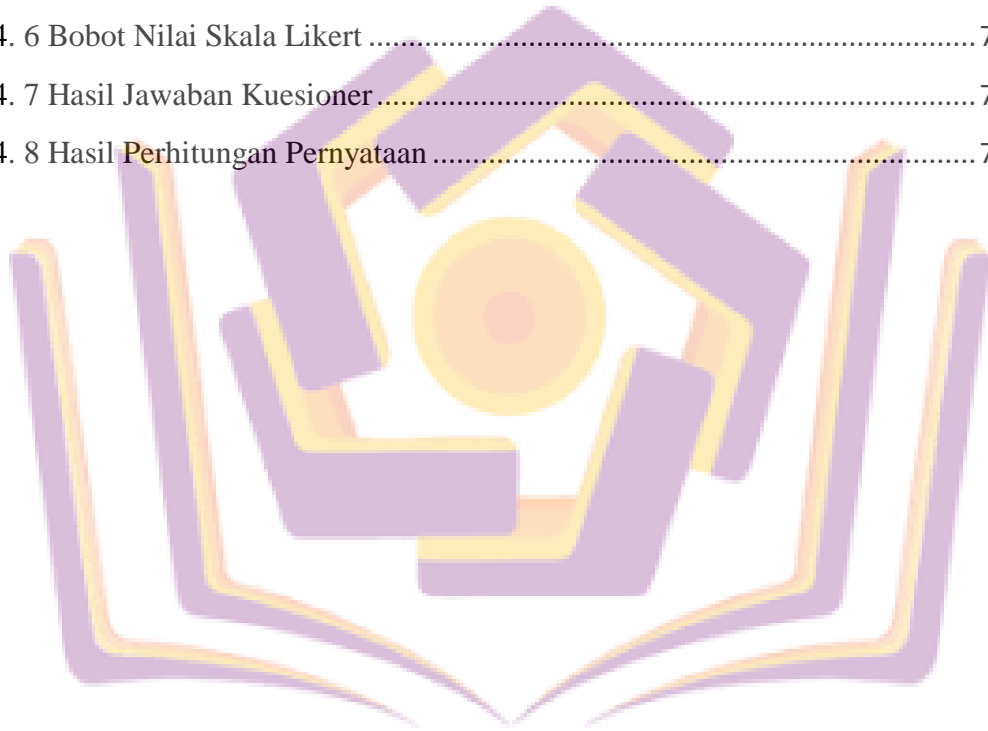 4. 6 Bobot Nilai Skala Likert ........................................................................... 7
4. 7 Hasil Jawaban Kuesioner .......................................................................... 7
4. 8 Hasil Perhitungan Pernyataan ................................................................... 7